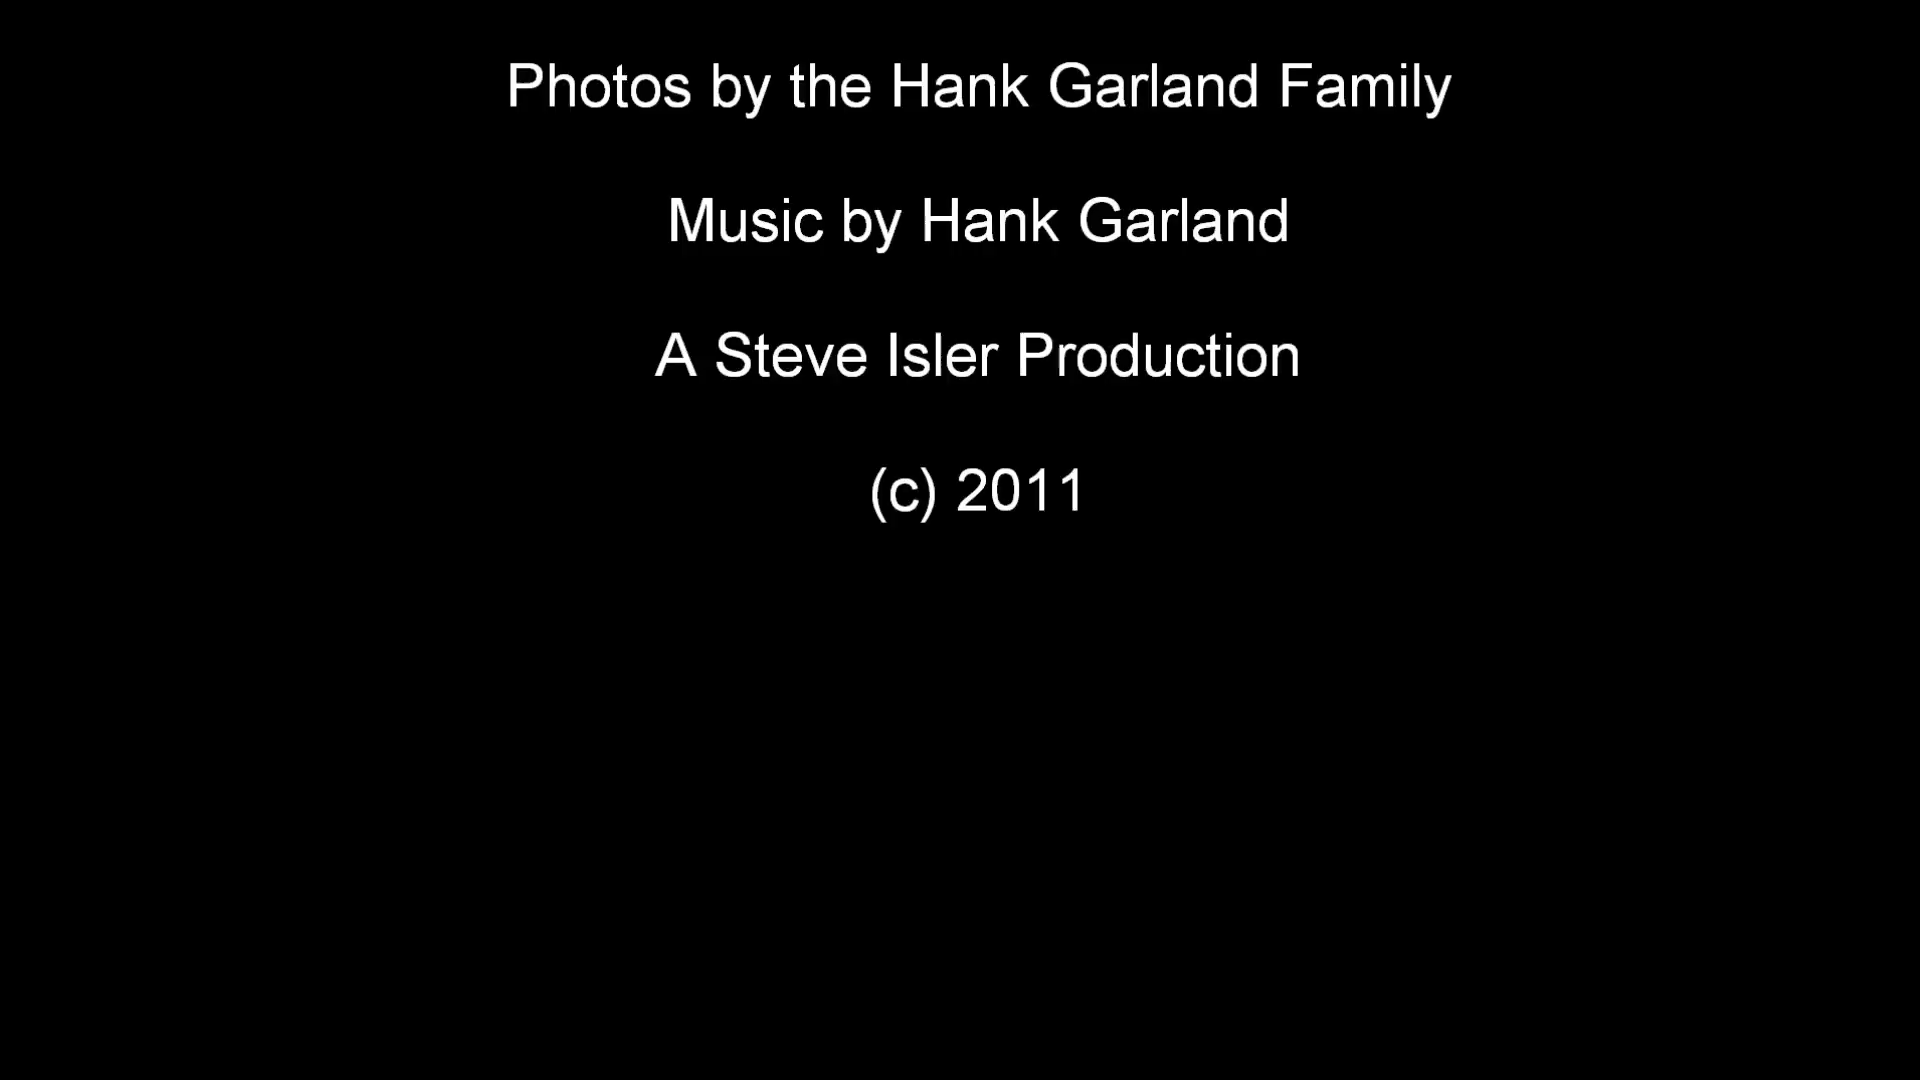 Photos by the Hank Garland Family
Music by Hank Garland
A Steve Isler Production
(c) 2011